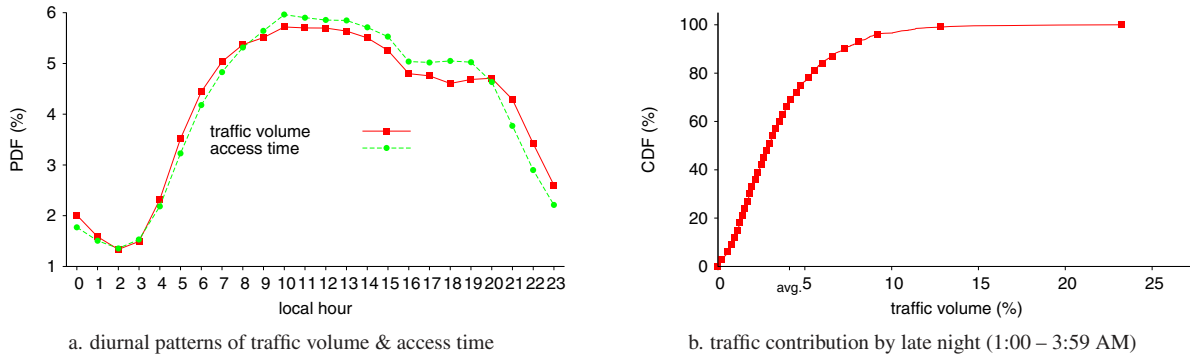 6
5
4
3
2
1
PDF (%)
traffic volume
access time
0 1 2 3 4 5 6 7 8 9 10 11 12 13 14 15 16 17 18 19 20 21 22 23
local hour
a. diurnal patterns of traffic volume & access time
100
80
60
40
20
0
CDF (%)
0 avg. 5 10 15 20 25
traffic volume (%)
b. traffic contribution by late night (1:00 – 3:59 AM)